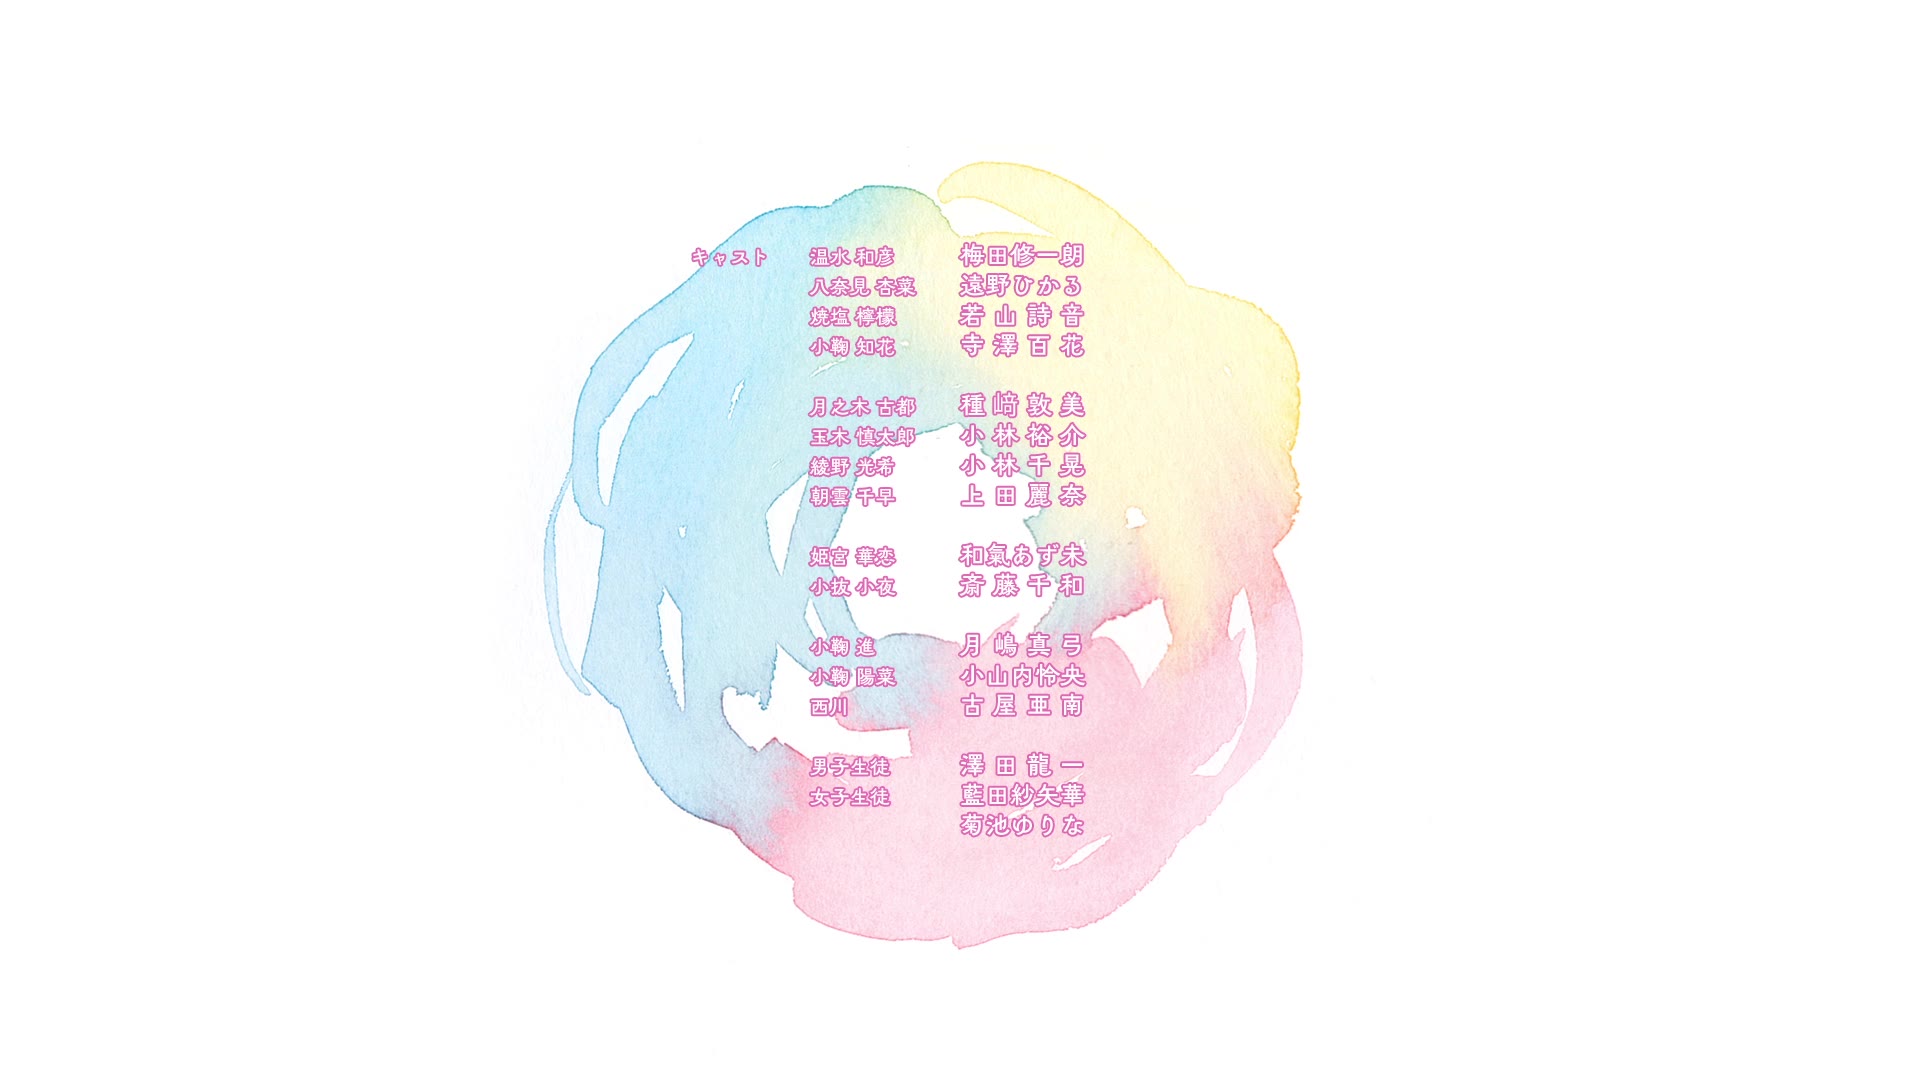 キャスト 温水 和彦 梅田修一朗
八奈見 杏菜 遠野ひかる
焼塩 檸檬 若山詩音
小鞠 知花 寺澤百花
月之木 古都 種﨑敦美
玉木 慎太郎 小林裕介
綾野 光希 小林千晃
朝雲 千早 上田麗奈
姫宮 華恋 和氣あず未
小抜 小夜 斎藤千和
小鞠 進 月嶋真弓
小鞠 陽菜 小山内怜央
西川 古屋亜南
男子生徒 澤田龍一
女子生徒 藍田紗矢華
菊池ゆりな